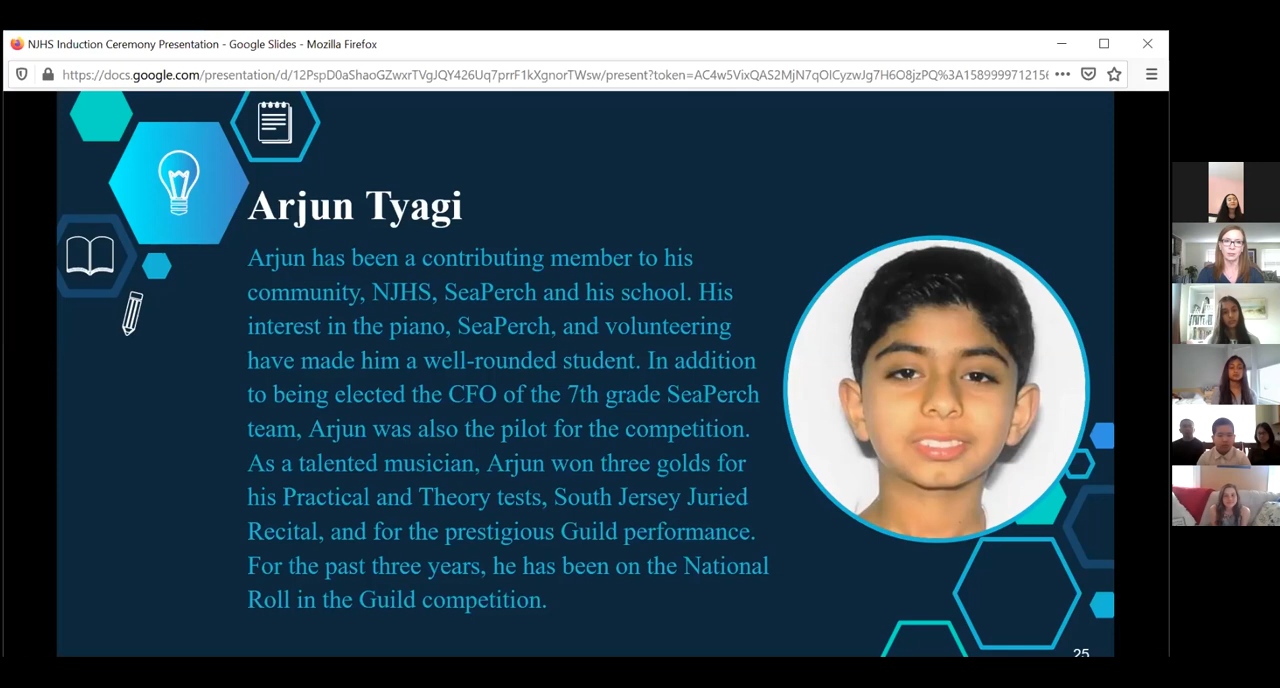 NJHS Induction Ceremony Presentation - Google Slides - Mozilla Firefox
https://docs.google.com/presentation/d/12PspD0aShaoGZwxrTVgJQY426Uq7prrF1kXgnorTWsw/present?token=AC4w5VixQAS2MjN7qOICyzwJg7H6O8jzPQ%3A1589999712156
Arjun Tyagi
Arjun has been a contributing member to his
community, NJHS, SeaPerch and his school. His
interest in the piano, SeaPerch, and volunteering
have made him a well-rounded student. In addition
to being elected the CFO of the 7th grade SeaPerch
team, Arjun was also the pilot for the competition.
As a talented musician, Arjun won three golds for
his Practical and Theory tests, South Jersey Juried
Recital, and for the prestigious Guild performance.
For the past three years, he has been on the National
Roll in the Guild competition.
25